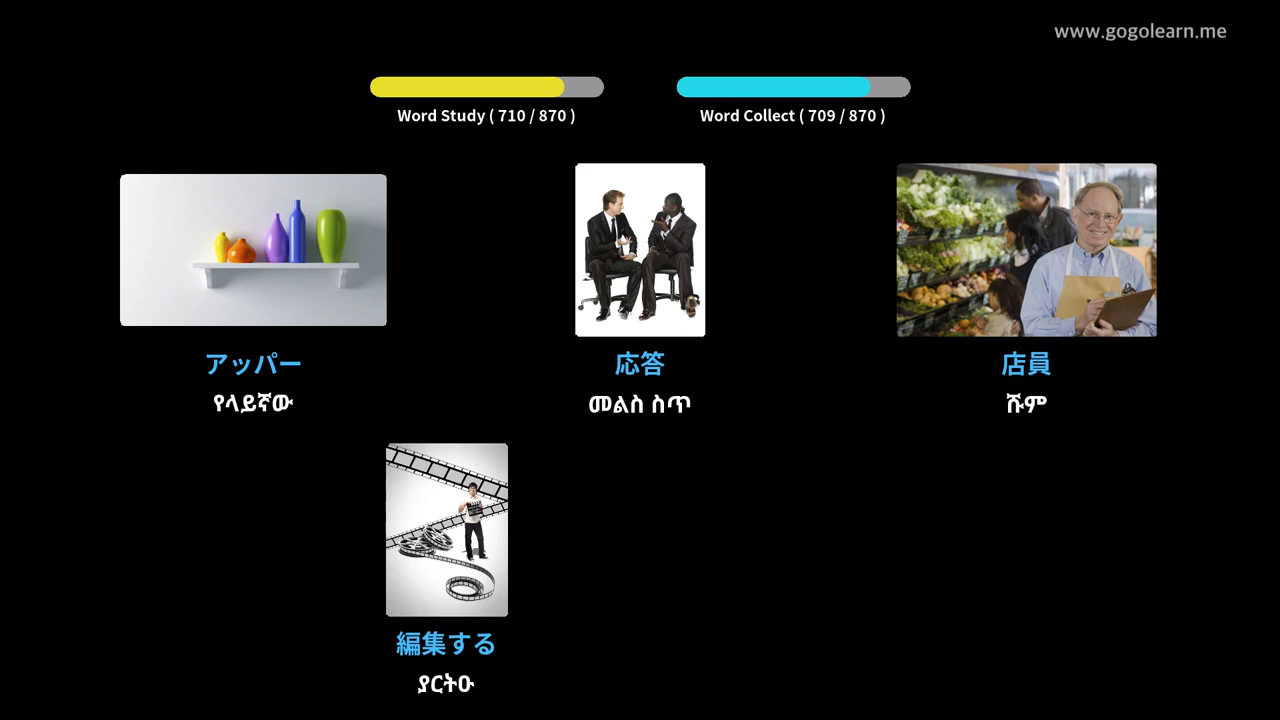 www.gogolearn.me
Word Study ( 710 / 870 )
Word Collect ( 709 / 870 )
アッパー
የላይኛው
応答
መልስ ስጥ
店員
ሹም
編集する
ያርትዑ